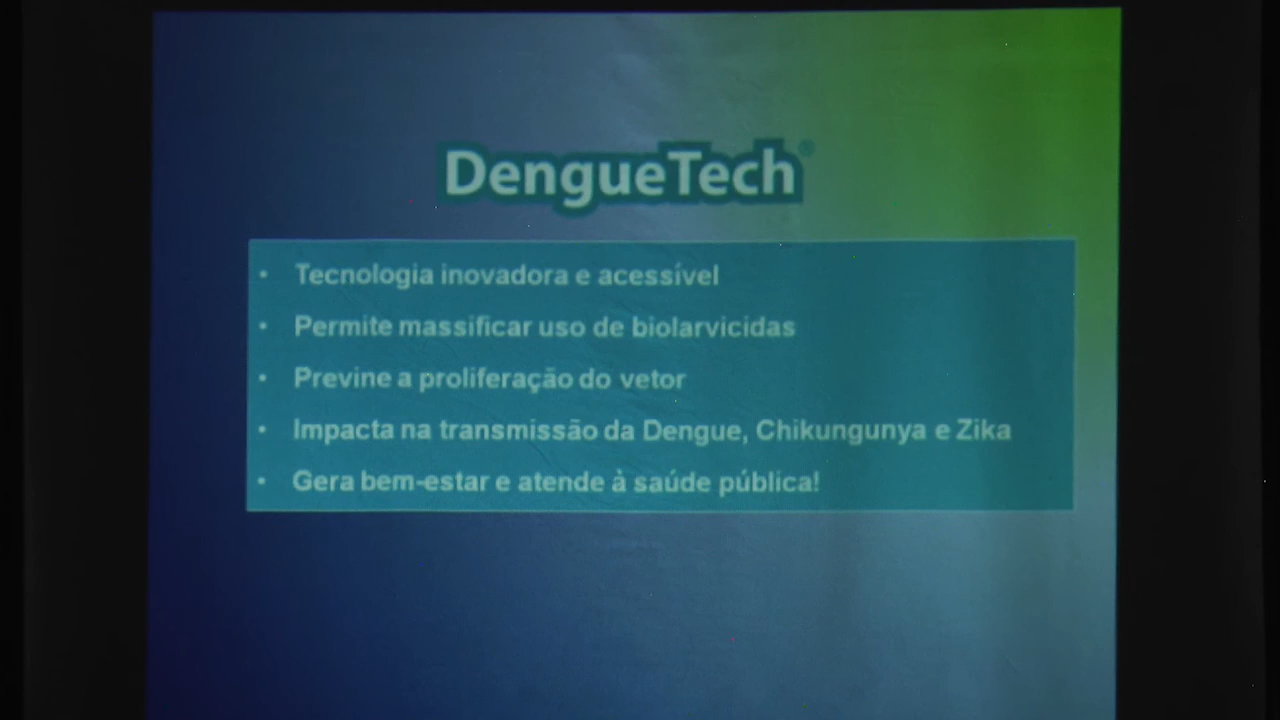 DengueTech®
• Tecnologia inovadora e acessível
• Permite massificar uso de biolarvicidas
• Previne a proliferação do vetor
• Impacta na transmissão da Dengue, Chikungunya e Zika
• Gera bem-estar e atende à saúde pública!